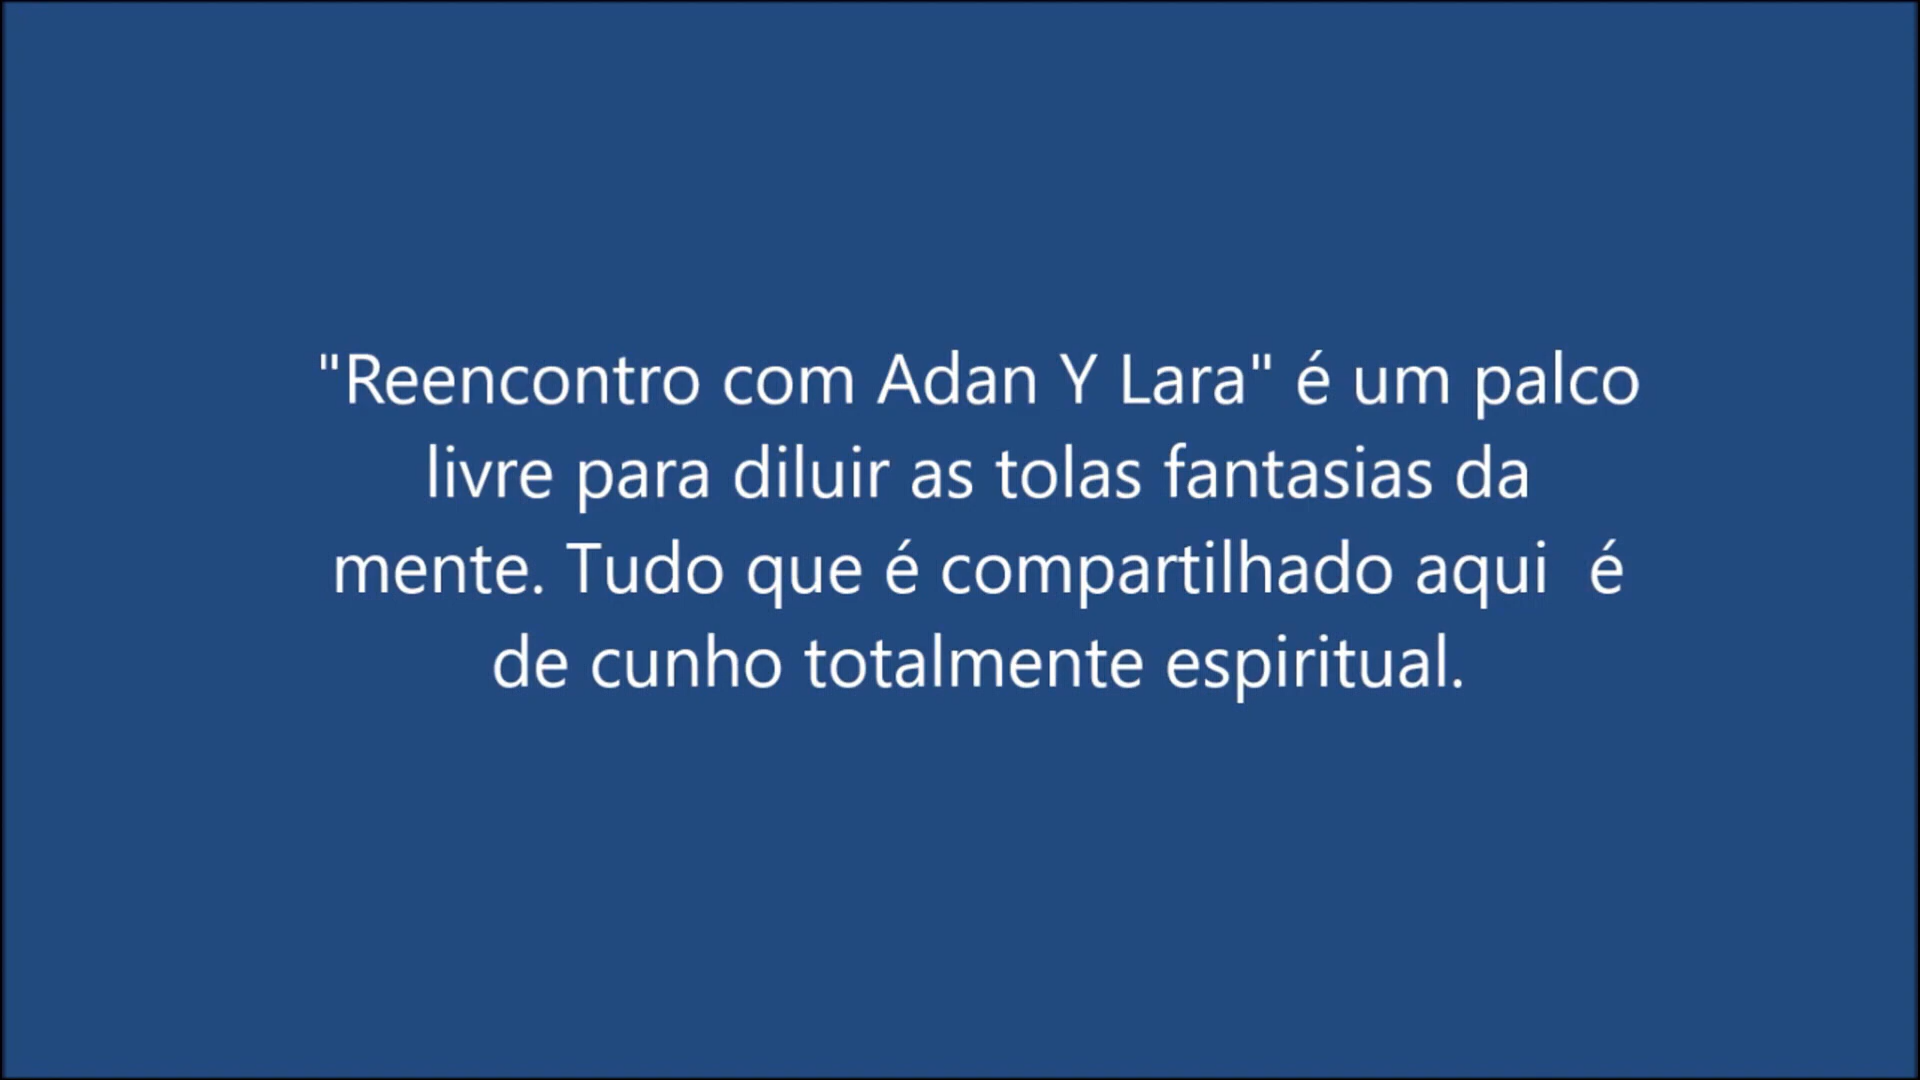 "Reencontro com Adan Y Lara" é um palco
livre para diluir as tolas fantasias da
mente. Tudo que é compartilhado aqui  é
de cunho totalmente espiritual.